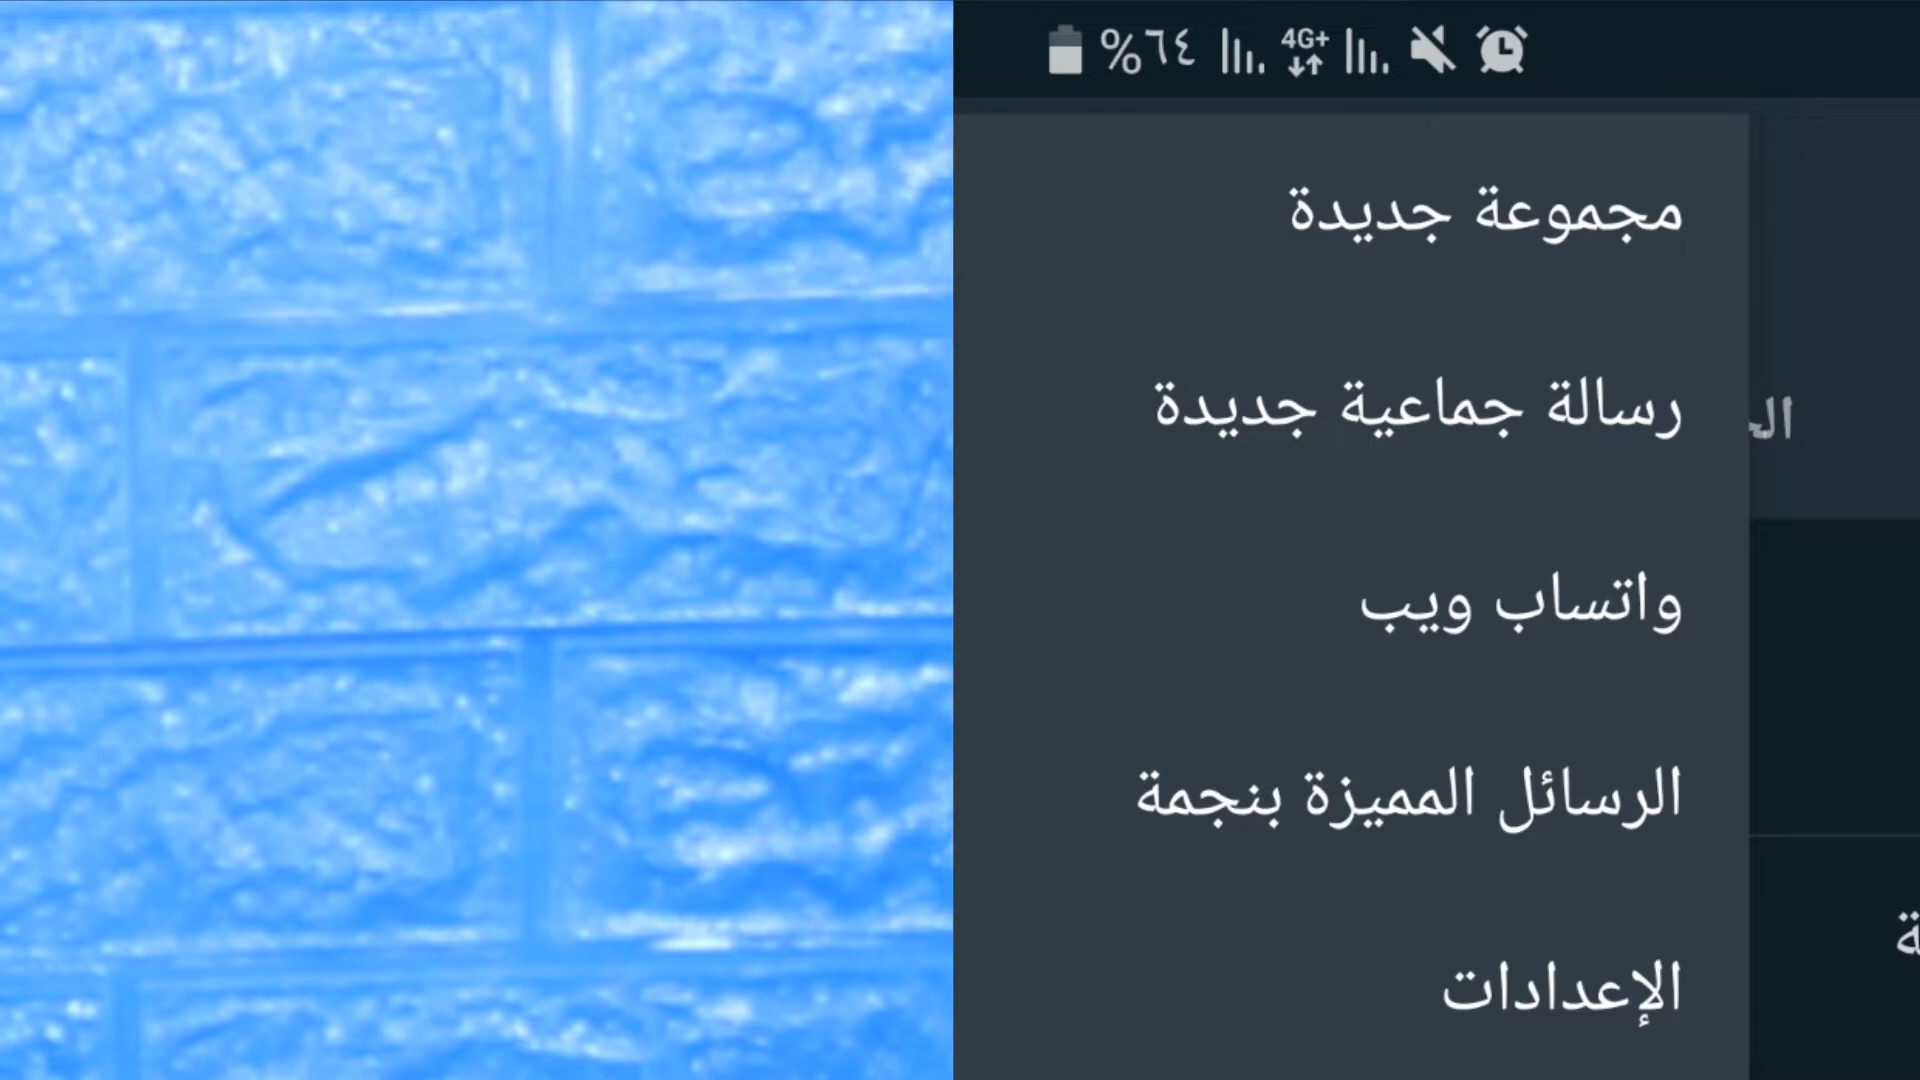 %٦٤ 4G+
مجموعة جديدة
رسالة جماعية جديدة
واتساب ويب
الرسائل المميزة بنجمة
الإعدادات